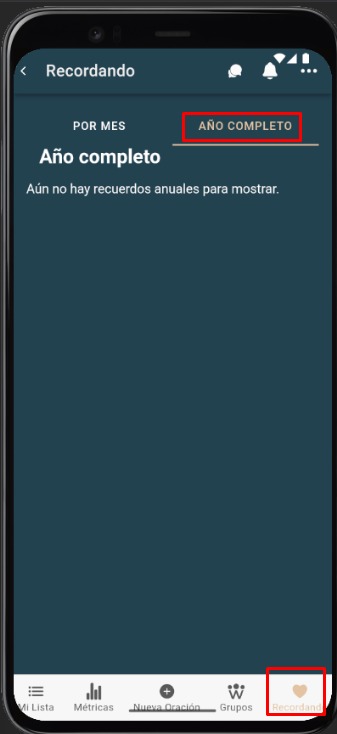 Recordando
POR MES
AÑO COMPLETO
Año completo
Aún no hay recuerdos anuales para mostrar.
Mi Lista
Métricas
Nueva Oración
Grupos
Recordand